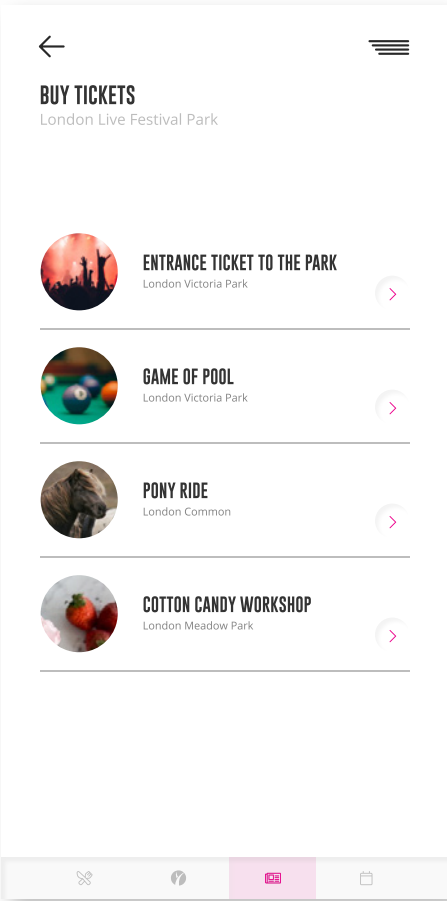 BUY TICKETS
London Live Festival Park
ENTRANCE TICKET TO THE PARK
London Victoria Park
GAME OF POOL
London Victoria Park
PONY RIDE
London Common
COTTON CANDY WORKSHOP
London Meadow Park